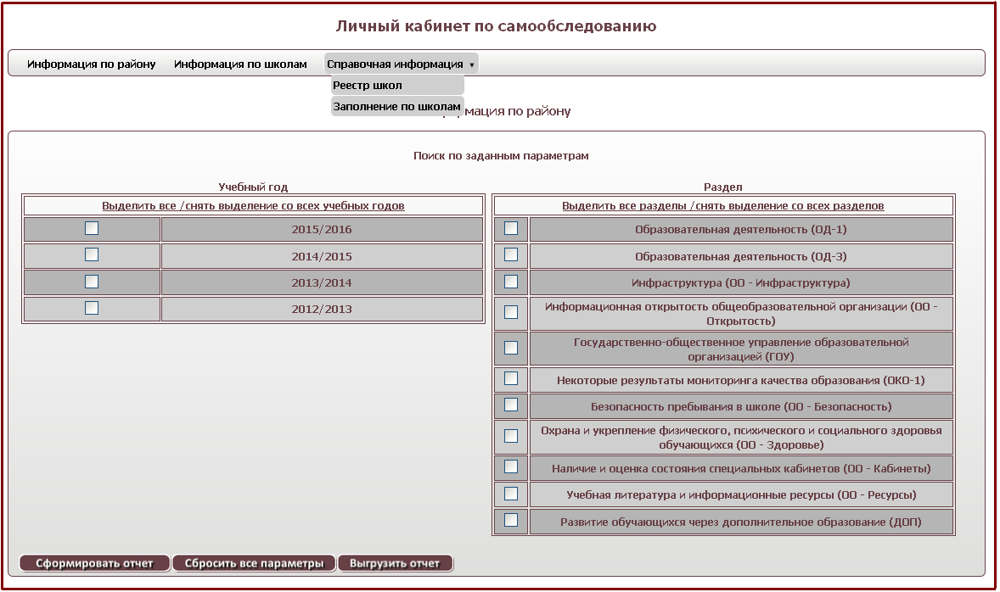 Личный кабинет по самообследованию
Информация по району Информация по школам Справочная информация ▾
Реестр школ
Заполнение по школам
мация по району
Поиск по заданным параметрам
Учебный год
Выделить все /снять выделение со всех учебных годов
2015/2016
2014/2015
2013/2014
2012/2013
Раздел
Выделить все разделы /снять выделение со всех разделов
Образовательная деятельность (ОД-1)
Образовательная деятельность (ОД-3)
Инфраструктура (ОО - Инфраструктура)
Информационная открытость общеобразовательной организации (ОО -
Открытость)
Государственно-общественное управление образовательной
организацией (ГОУ)
Некоторые результаты мониторинга качества образования (ОКО-1)
Безопасность пребывания в школе (ОО - Безопасность)
Охрана и укрепление физического, психического и социального здоровья
обучающихся (ОО - Здоровье)
Наличие и оценка состояния специальных кабинетов (ОО - Кабинеты)
Учебная литература и информационные ресурсы (ОО - Ресурсы)
Развитие обучающихся через дополнительное образование (ДОП)
Сформировать отчет Сбросить все параметры Выгрузить отчет